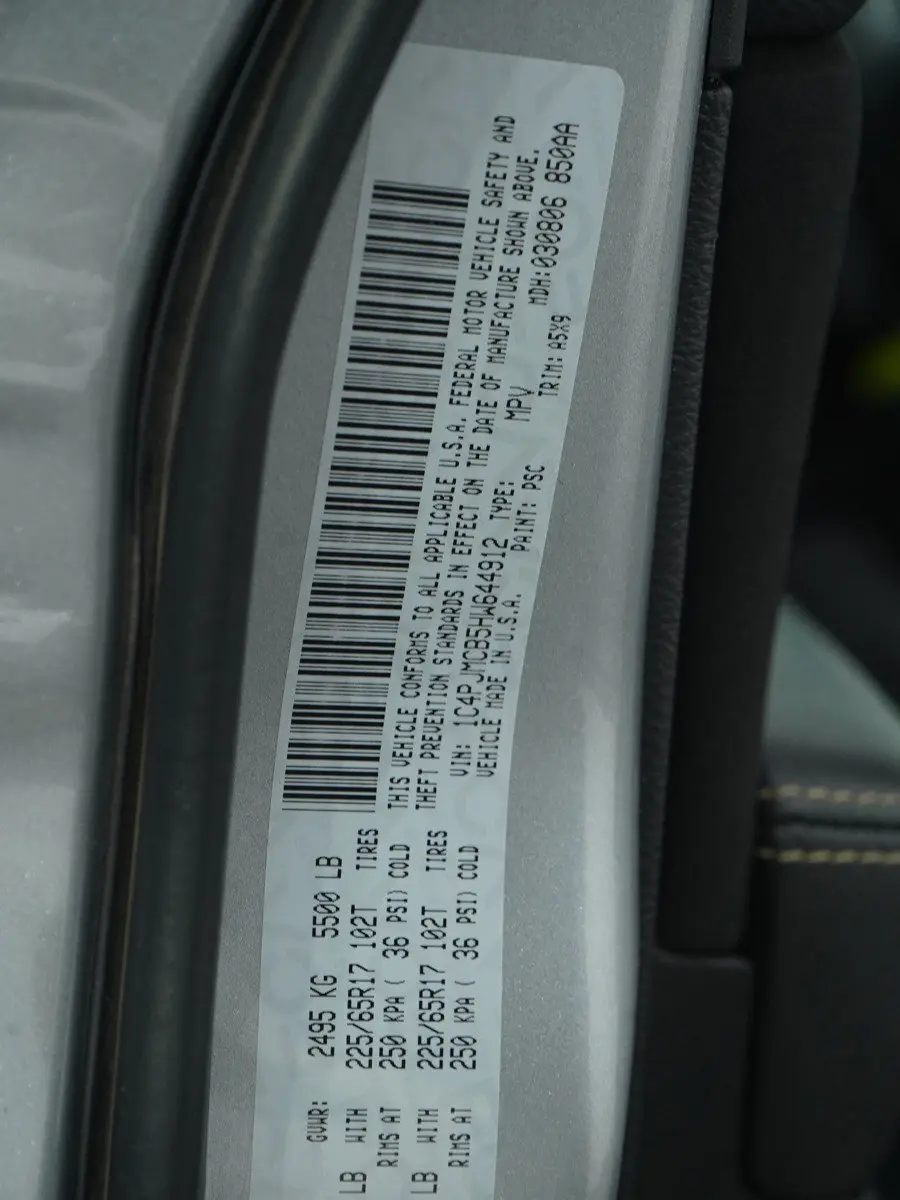 GVWR: 2495 KG 5500 LB
LB WITH 225/65R17 102T TIRES
RIMS AT 250 KPA ( 36 PSI) COLD
LB WITH 225/65R17 102T TIRES
RIMS AT 250 KPA ( 36 PSI) COLD
THIS VEHICLE CONFORMS TO ALL APPLICABLE U.S.A. FEDERAL MOTOR VEHICLE SAFETY AND
THEFT PREVENTION STANDARDS IN EFFECT ON THE DATE OF MANUFACTURE SHOWN ABOVE.
VIN: 1C4PJMCB5HW644912 TYPE: MPV MDH:030806 850AA
VEHICLE MADE IN U.S.A. PAINT: PSC TRIM: A5X9